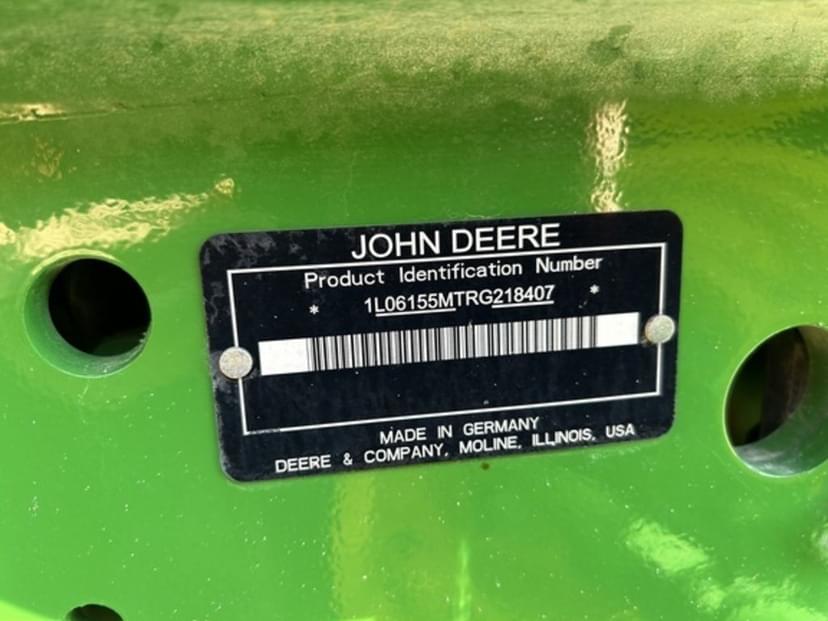 JOHN DEERE
Product Identification Number
* 1L06155MTRG218407 *
MADE IN GERMANY
DEERE & COMPANY, MOLINE, ILLINOIS, USA